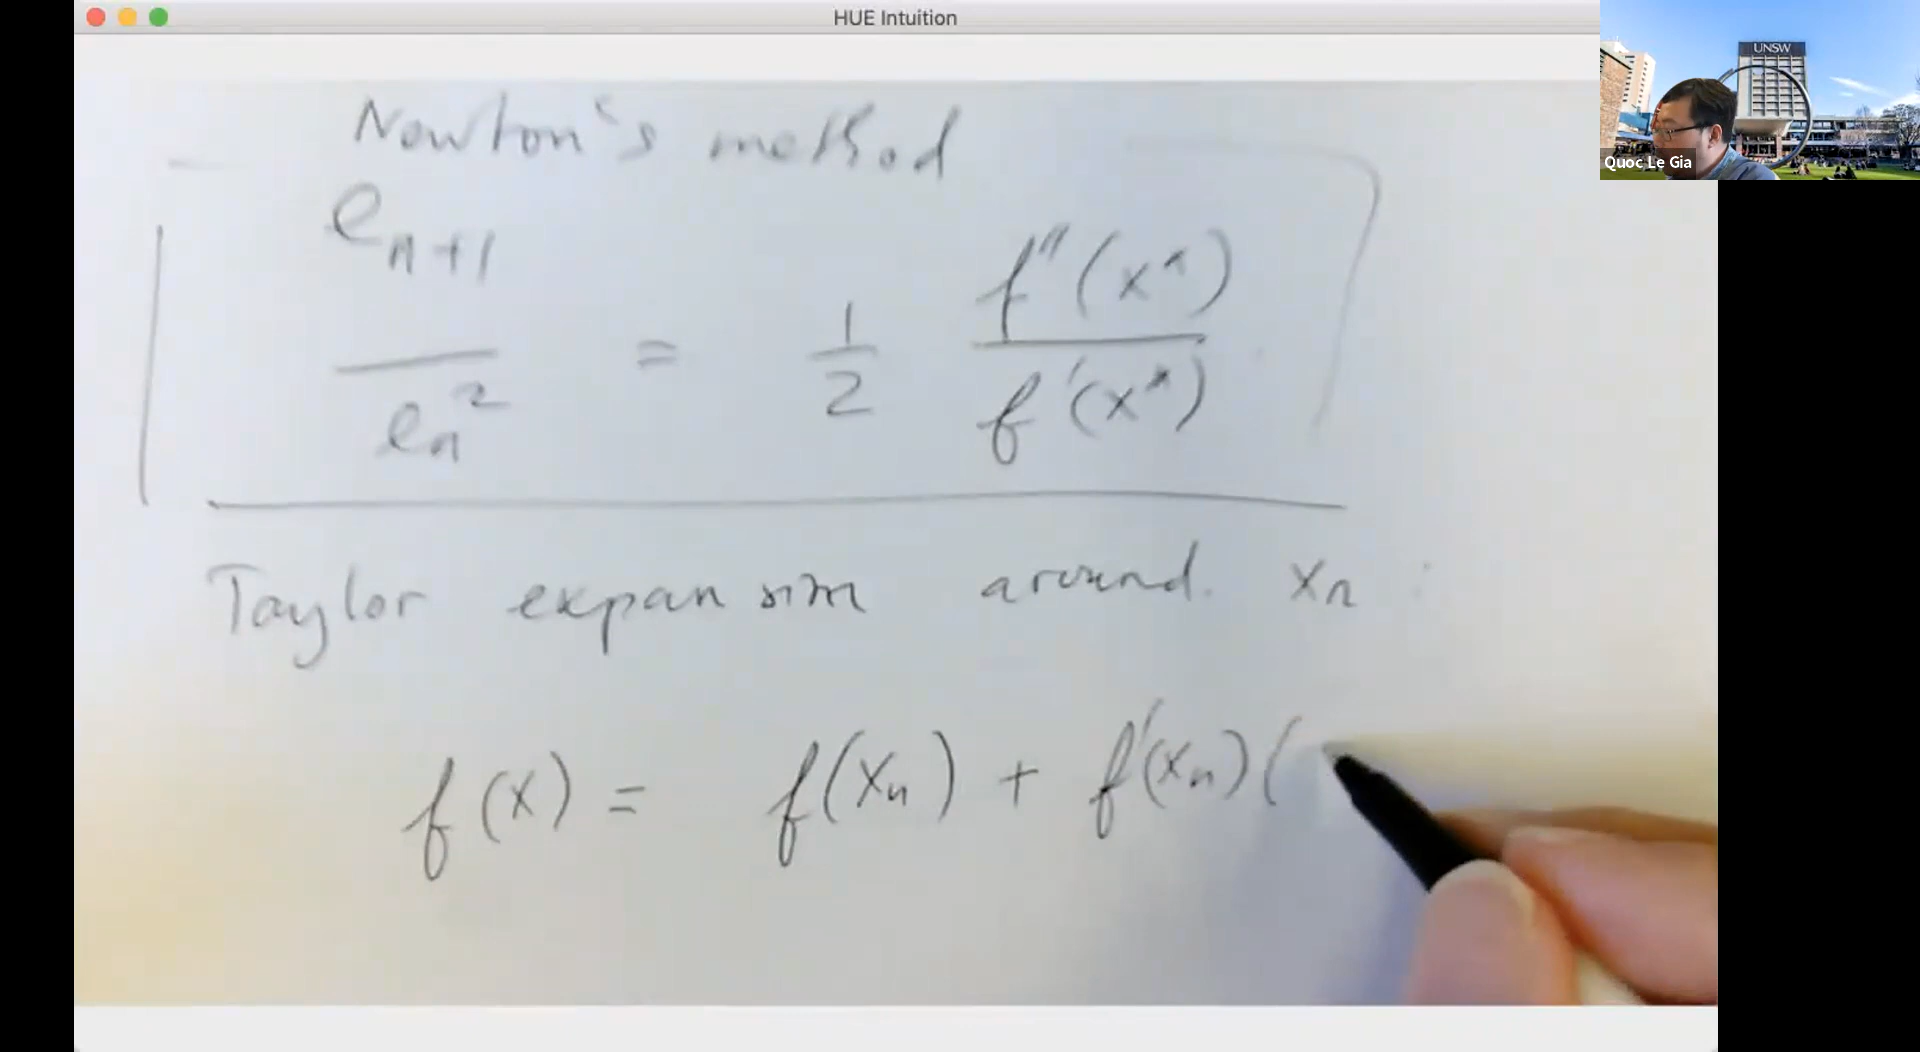 HUE Intuition
UNSW
Quoc Le Gia
Newton's method
e_{n+1} / e_n^2 = 1/2 f''(x*) / f'(x*)
Taylor expansion around x_n :
f(x) = f(x_n) + f'(x_n)(